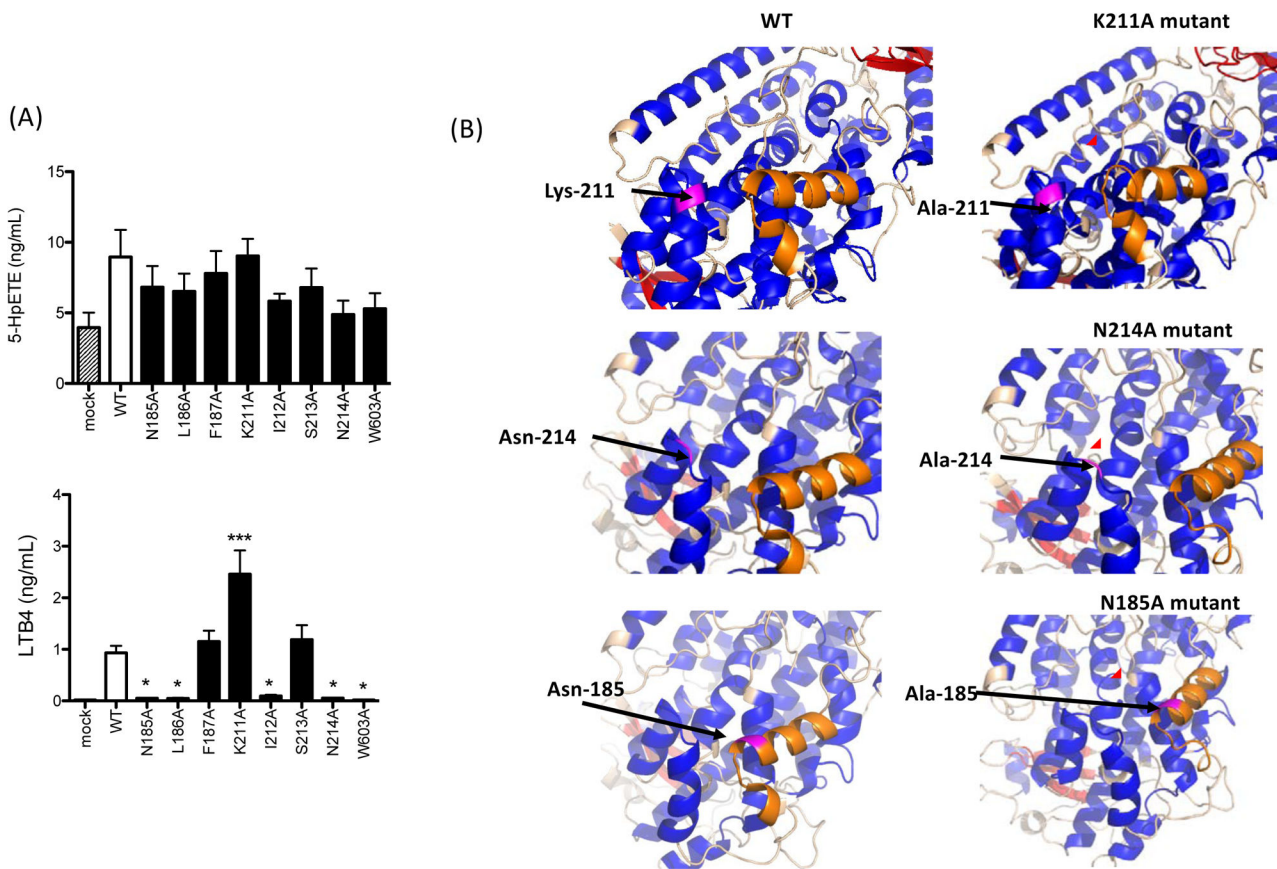 (A)
5-HpETE (ng/mL)
15
10
5
0
mock
WT
N185A
L186A
F187A
K211A
I212A
S213A
N214A
W603A
LTB4 (ng/mL)
4
3
2
1
0
*
*
***
*
*
*
mock
WT
N185A
L186A
F187A
K211A
I212A
S213A
N214A
W603A
(B)
WT
K211A mutant
Lys-211
Ala-211
N214A mutant
Asn-214
Ala-214
N185A mutant
Asn-185
Ala-185